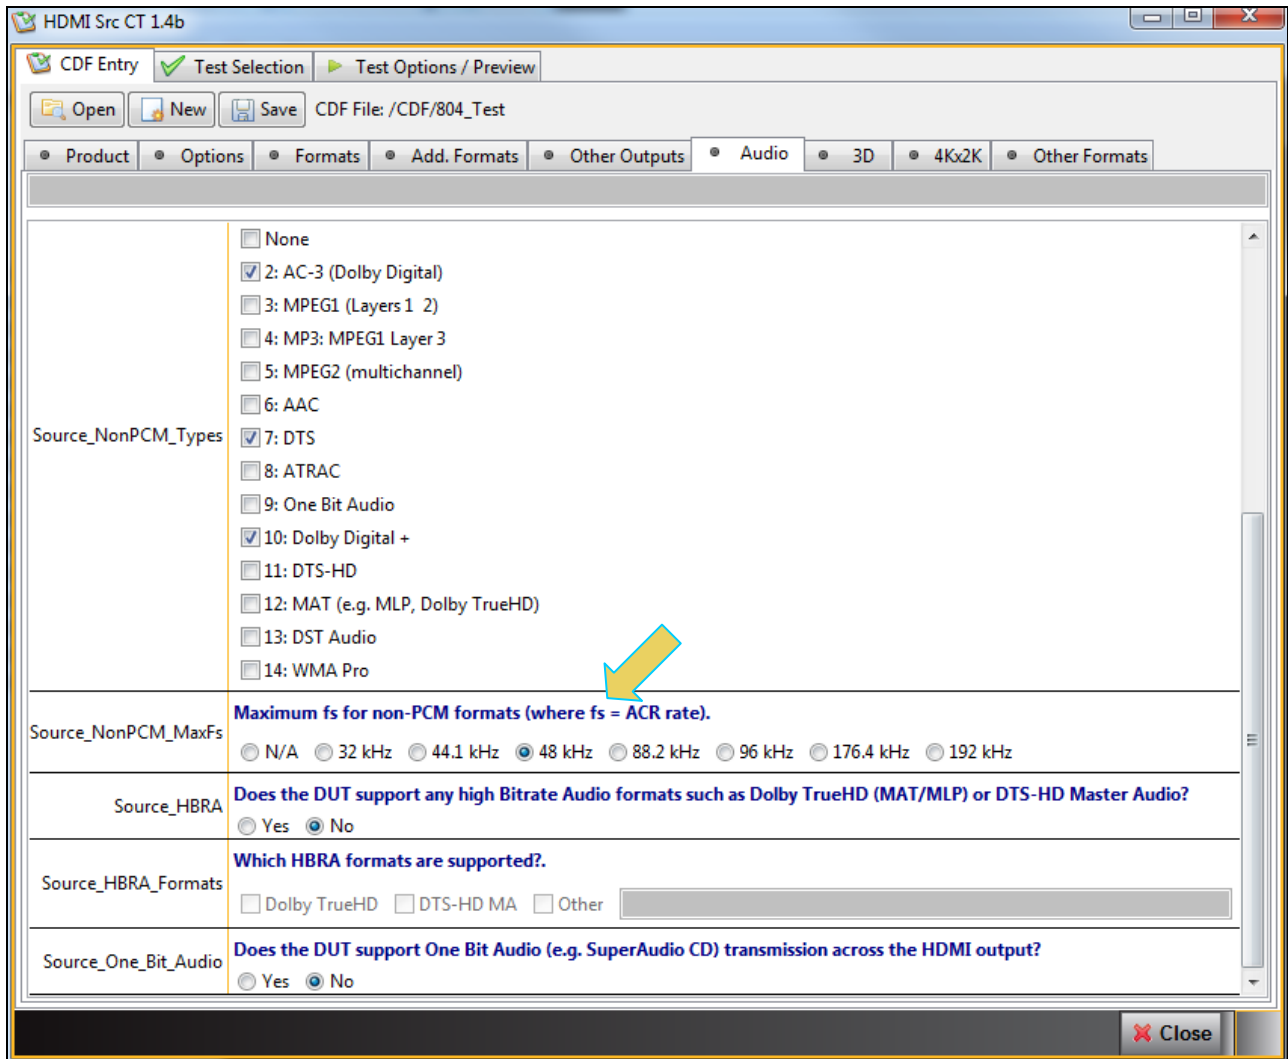 HDMI Src CT 1.4b
CDF Entry Test Selection Test Options / Preview
Open New Save CDF File: /CDF/804_Test
Product Options Formats Add. Formats Other Outputs Audio 3D 4Kx2K Other Formats
None
2: AC-3 (Dolby Digital)
3: MPEG1 (Layers 1 2)
4: MP3: MPEG1 Layer 3
5: MPEG2 (multichannel)
6: AAC
Source_NonPCM_Types 7: DTS
8: ATRAC
9: One Bit Audio
10: Dolby Digital +
11: DTS-HD
12: MAT (e.g. MLP, Dolby TrueHD)
13: DST Audio
14: WMA Pro
Maximum fs for non-PCM formats (where fs = ACR rate).
Source_NonPCM_MaxFs
N/A 32 kHz 44.1 kHz 48 kHz 88.2 kHz 96 kHz 176.4 kHz 192 kHz
Does the DUT support any high Bitrate Audio formats such as Dolby TrueHD (MAT/MLP) or DTS-HD Master Audio?
Source_HBRA
Yes No
Which HBRA formats are supported?.
Source_HBRA_Formats
Dolby TrueHD DTS-HD MA Other
Does the DUT support One Bit Audio (e.g. SuperAudio CD) transmission across the HDMI output?
Source_One_Bit_Audio
Yes No
Close